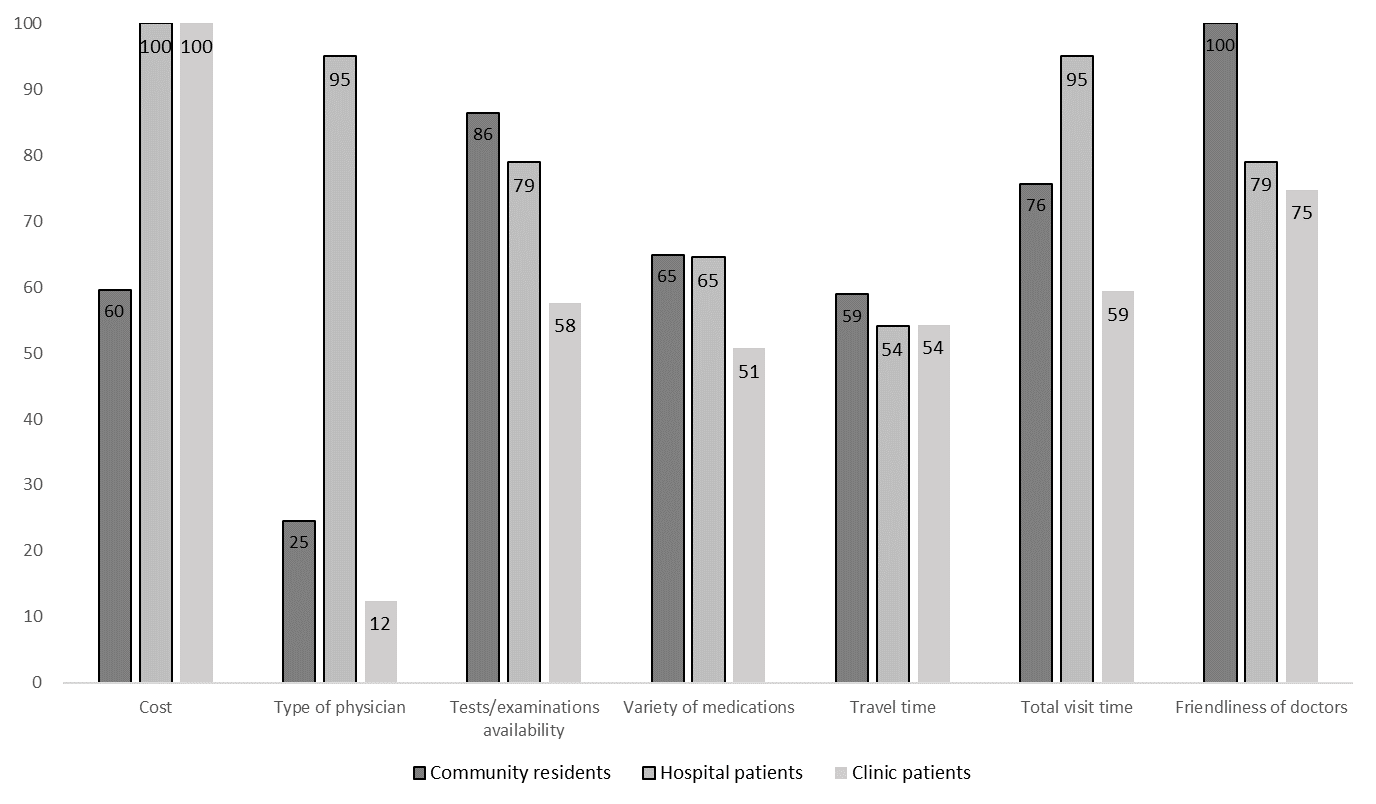 100
90
80
70
60
50
40
30
20
10
0
60 100 100
25 95 12
86 79 58
65 65 51
59 54 54
76 95 59
100 79 75
Cost
Type of physician
Tests/examinations
availability
Variety of medications
Travel time
Total visit time
Friendliness of doctors
Community residents Hospital patients Clinic patients